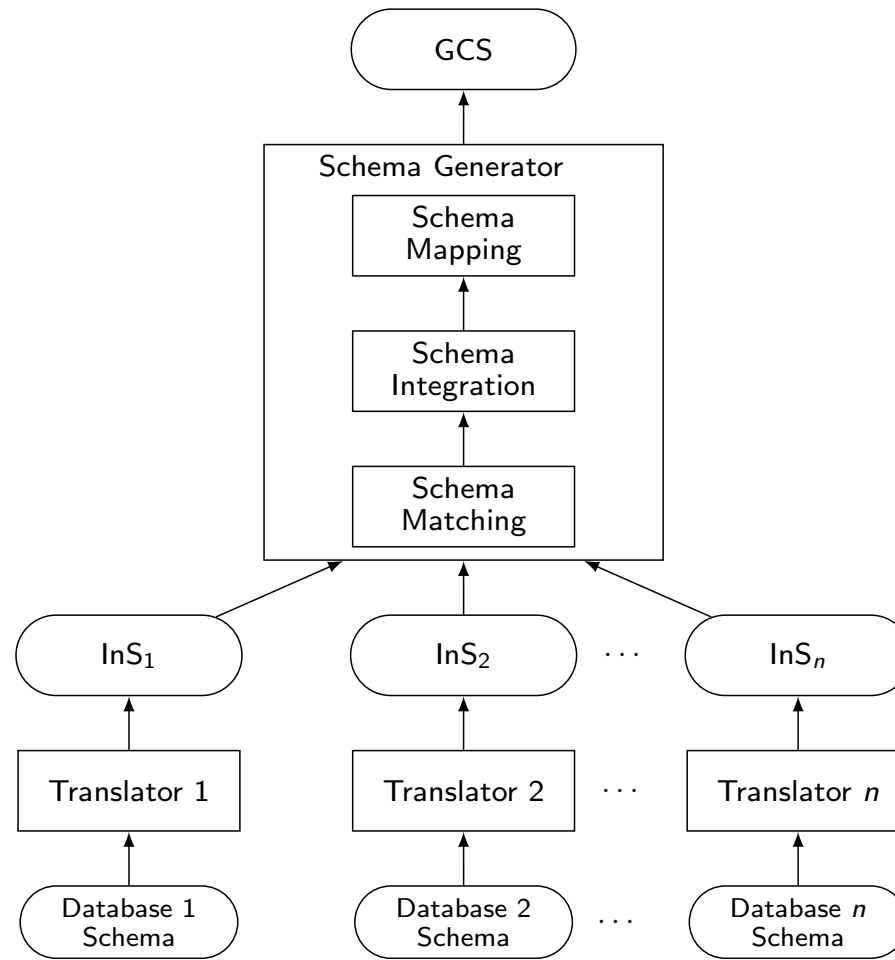 GCS
Schema Generator
Schema
Mapping
Schema
Integration
Schema
Matching
InS₁
InS₂
· · ·
InSₙ
Translator 1
Translator 2
· · ·
Translator n
Database 1
Schema
Database 2
Schema
· · ·
Database n
Schema